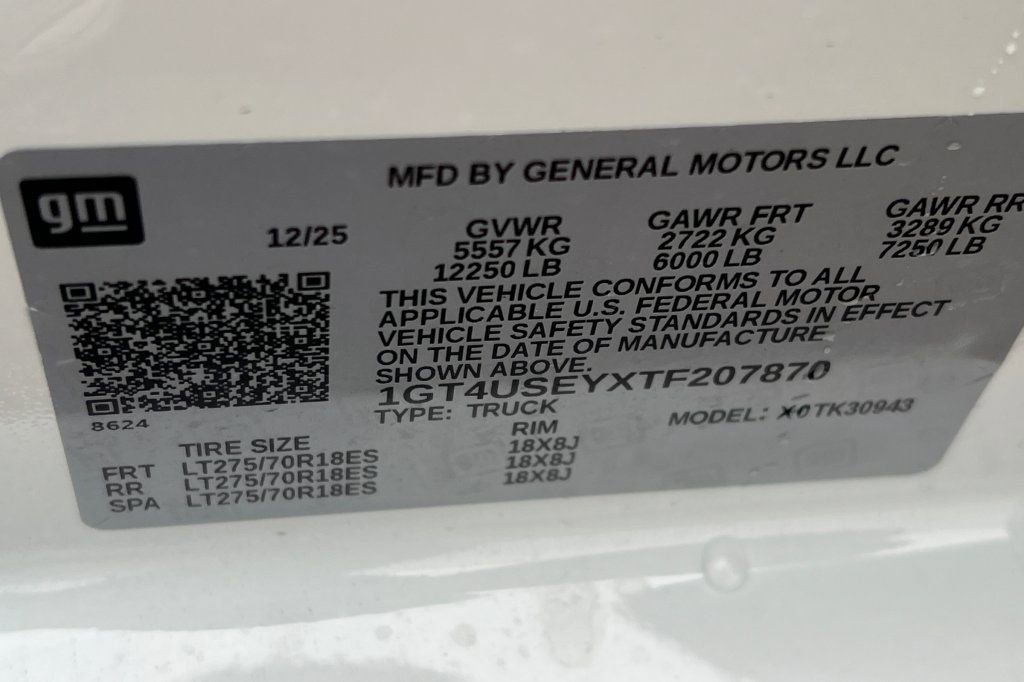 gm
MFD BY GENERAL MOTORS LLC
12/25 GVWR GAWR FRT GAWR RR
5557 KG 2722 KG 3289 KG
12250 LB 6000 LB 7250 LB
THIS VEHICLE CONFORMS TO ALL
APPLICABLE U.S. FEDERAL MOTOR
VEHICLE SAFETY STANDARDS IN EFFECT
ON THE DATE OF MANUFACTURE
SHOWN ABOVE.
1GT4USEYXTF207870
TYPE: TRUCK MODEL: TK30943
8624
TIRE SIZE RIM
FRT LT275/70R18ES 18X8J
RR LT275/70R18ES 18X8J
SPA LT275/70R18ES 18X8J